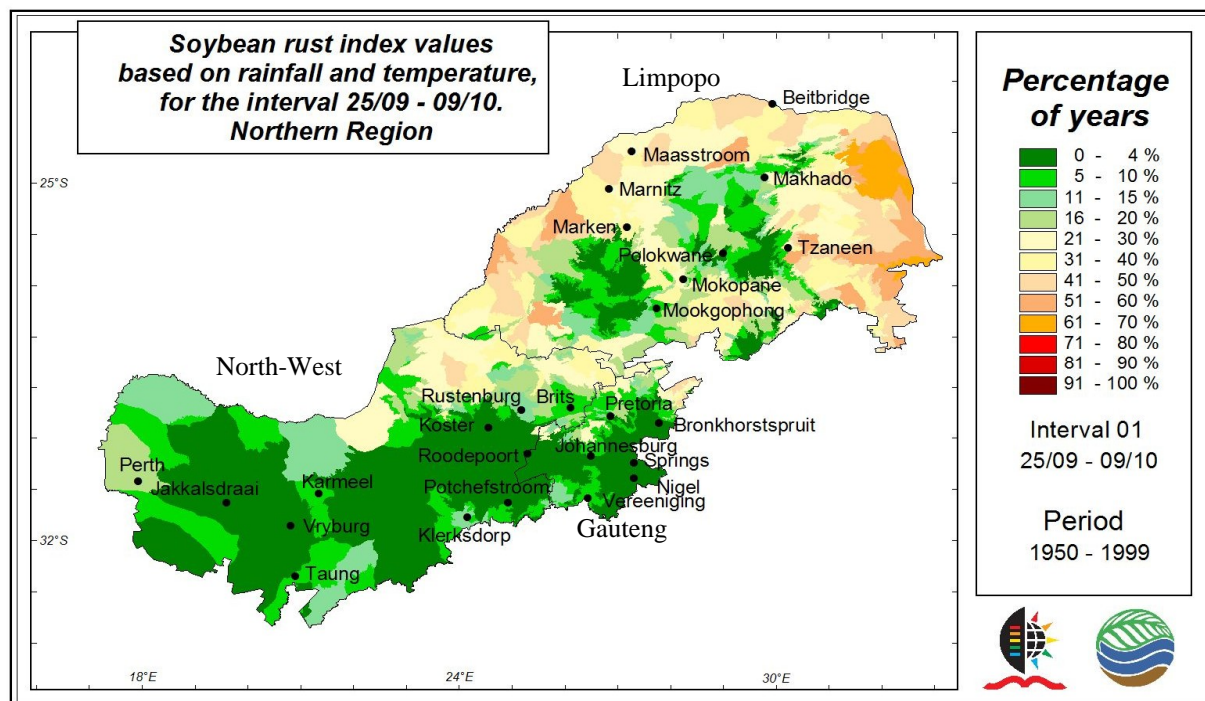 Soybean rust index values
based on rainfall and temperature,
for the interval 25/09 - 09/10.
Northern Region
Limpopo
Beitbridge
Maasstroom
Makhado
Marnitz
Marken
Tzaneen
Polokwane
Mokopane
Mookgophong
North-West
Rustenburg
Brits
Pretoria
Koster
Bronkhorstspruit
Johannesburg
Roodepoort
Springs
Perth
Karmeel
Jakkalsdraai
Potchefstroom
Nigel
Vereeniging
Vryburg
Klerksdorp
Gauteng
Taung
25°S
32°S
18°E
24°E
30°E
Percentage
of years
0 - 4 %
5 - 10 %
11 - 15 %
16 - 20 %
21 - 30 %
31 - 40 %
41 - 50 %
51 - 60 %
61 - 70 %
71 - 80 %
81 - 90 %
91 - 100 %
Interval 01
25/09 - 09/10
Period
1950 - 1999